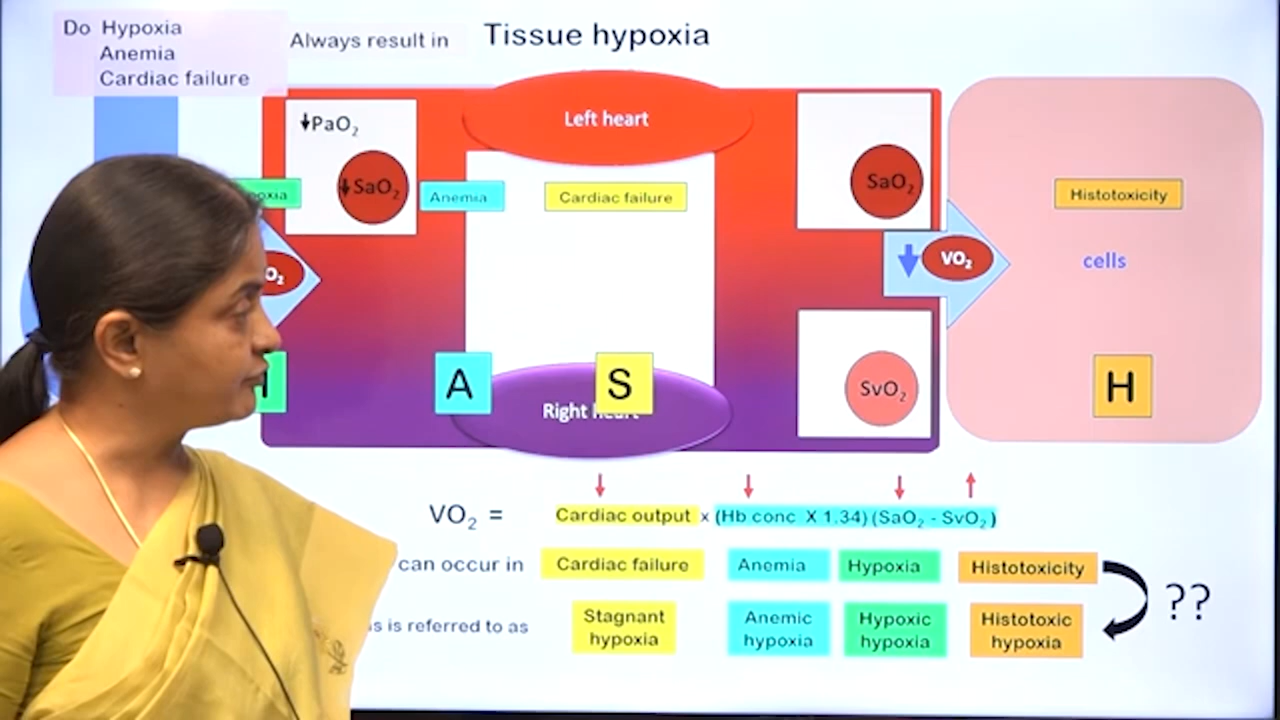 Do Hypoxia
Anemia
Cardiac failure
Always result in
Tissue hypoxia
Left heart
↓PaO₂
↓SaO₂
SaO₂
Anemia
Cardiac failure
Histotoxicity
↓ VO₂
cells
A
S
H
SvO₂
Right heart
VO₂ = Cardiac output x (Hb conc X 1.34) (SaO₂ - SvO₂)
can occur in Cardiac failure Anemia Hypoxia Histotoxicity
??
is referred to as Stagnant hypoxia Anemic hypoxia Hypoxic hypoxia Histotoxic hypoxia